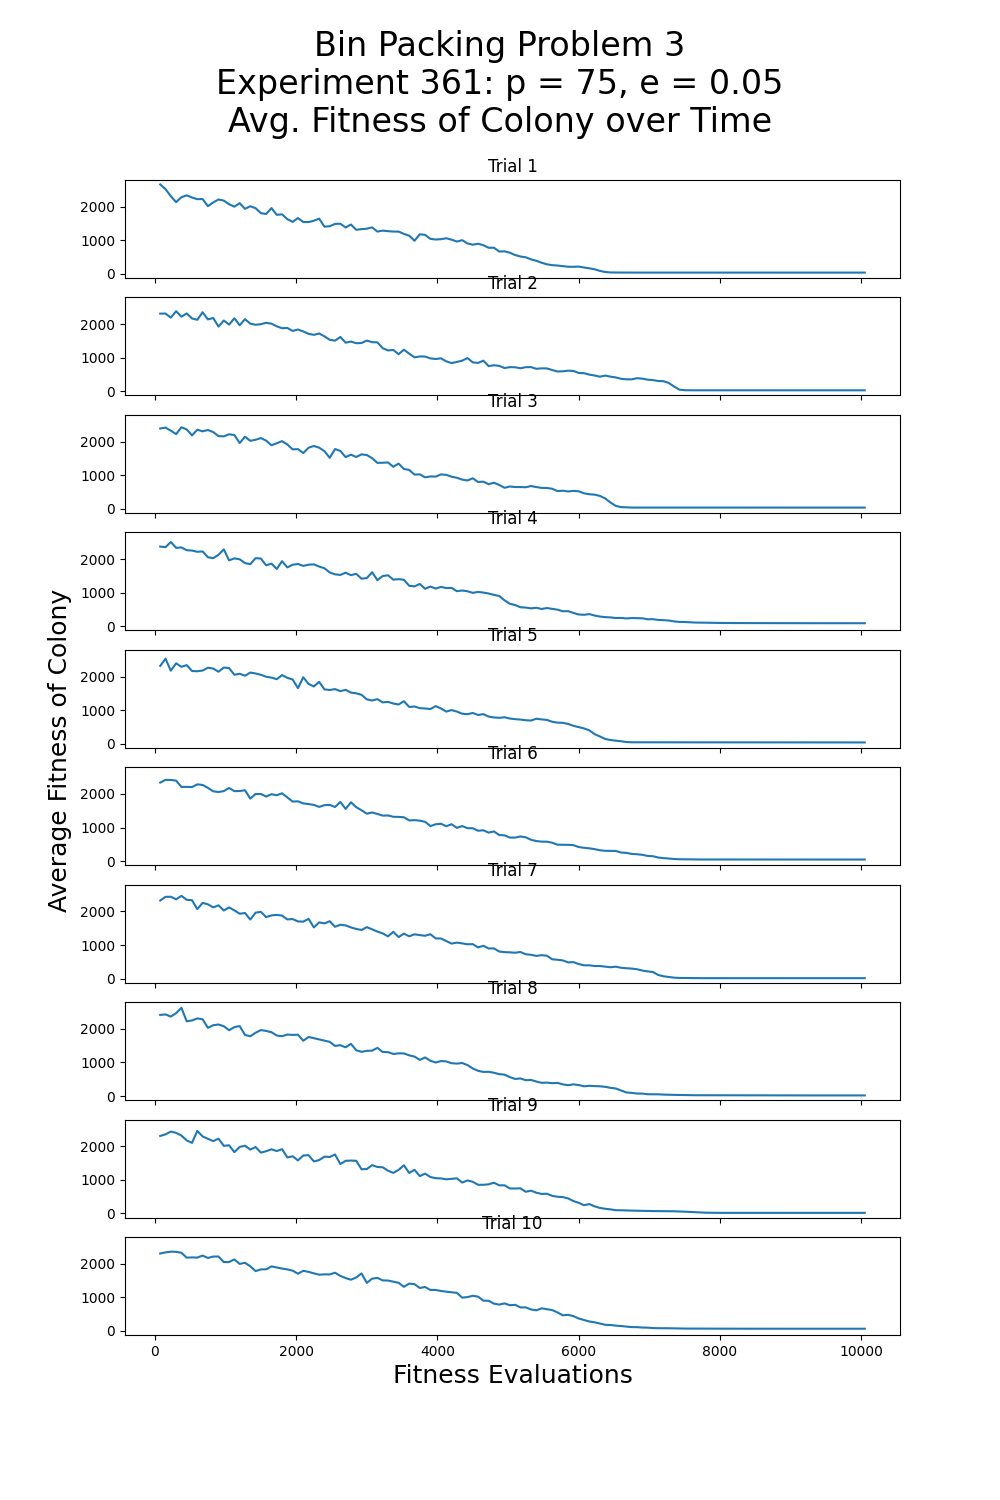 Bin Packing Problem 3
Experiment 361: p = 75, e = 0.05
Avg. Fitness of Colony over Time
Average Fitness of Colony
Trial 1
2000
1000
0
Trial 2
2000
1000
0
Trial 3
2000
1000
0
Trial 4
2000
1000
0
Trial 5
2000
1000
0
Trial 6
2000
1000
0
Trial 7
2000
1000
0
Trial 8
2000
1000
0
Trial 9
2000
1000
0
Trial 10
2000
1000
0
0 2000 4000 6000 8000 10000
Fitness Evaluations